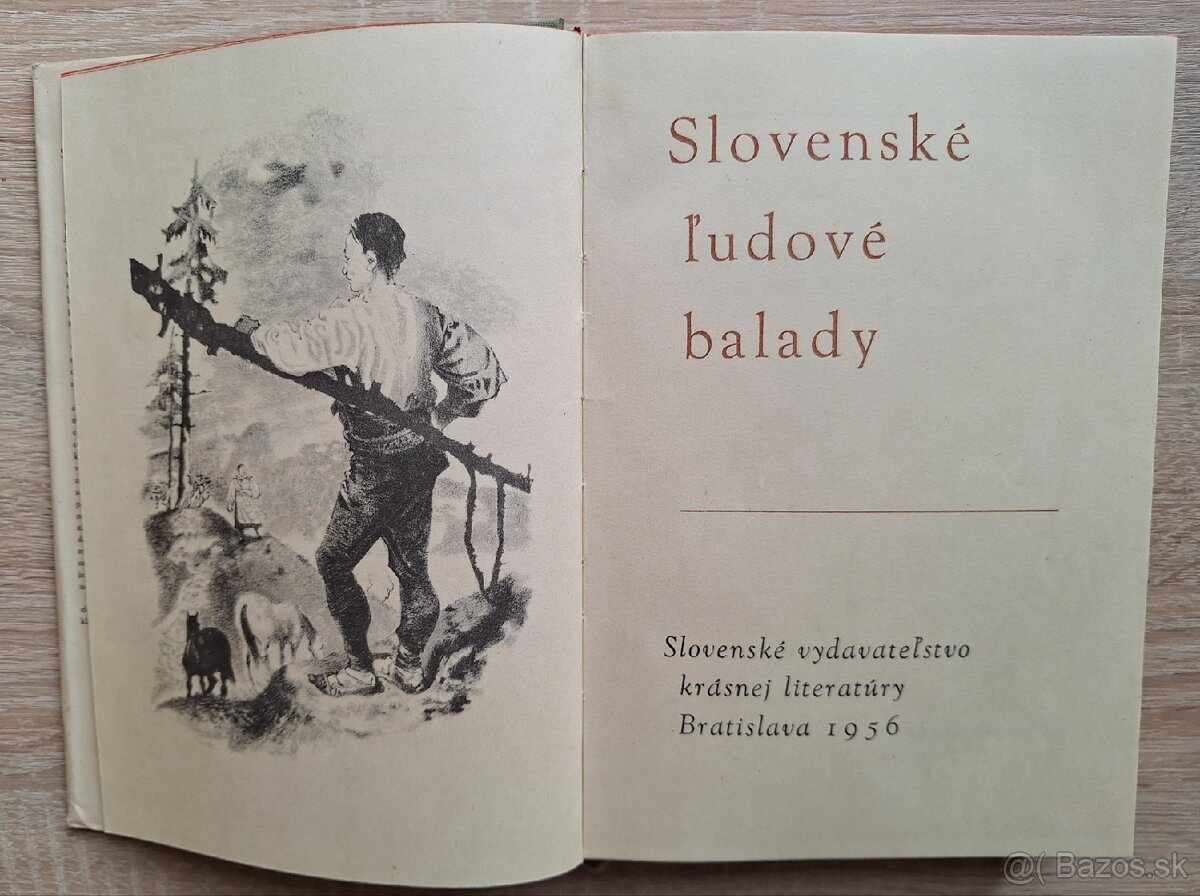 Slovenské
ľudové
balady
Slovenské vydavateľstvo
krásnej literatúry
Bratislava 1956
@( Bazos.sk